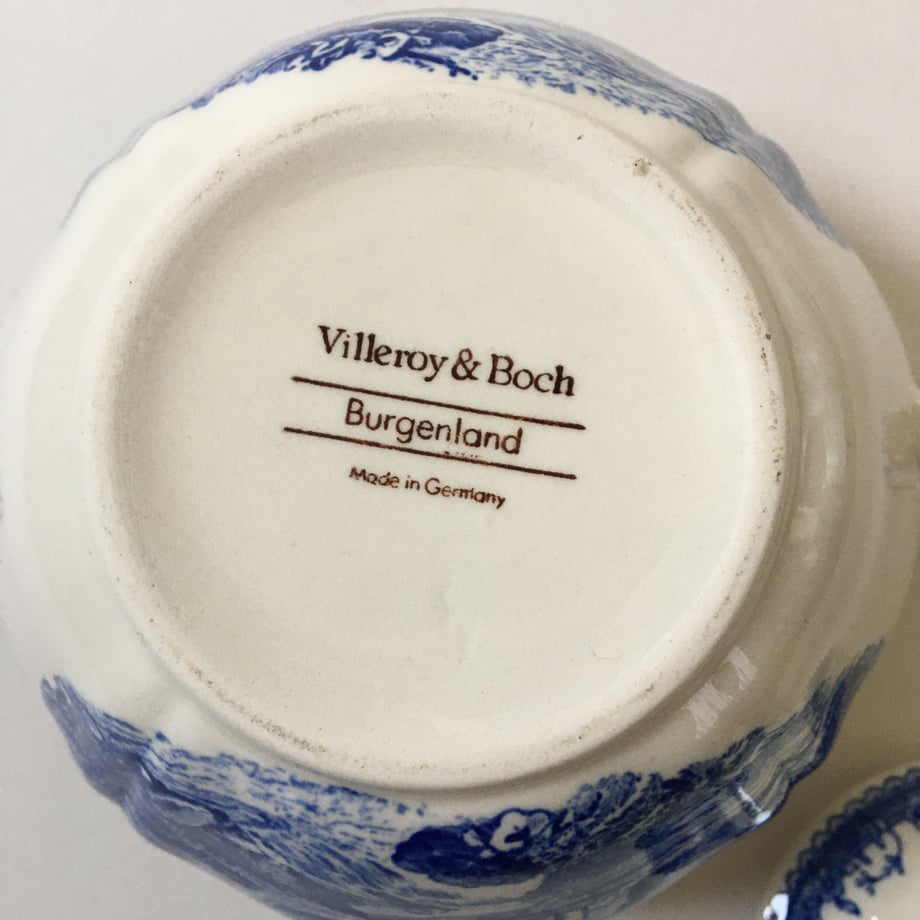 Villeroy & Boch
Burgenland
Made in Germany